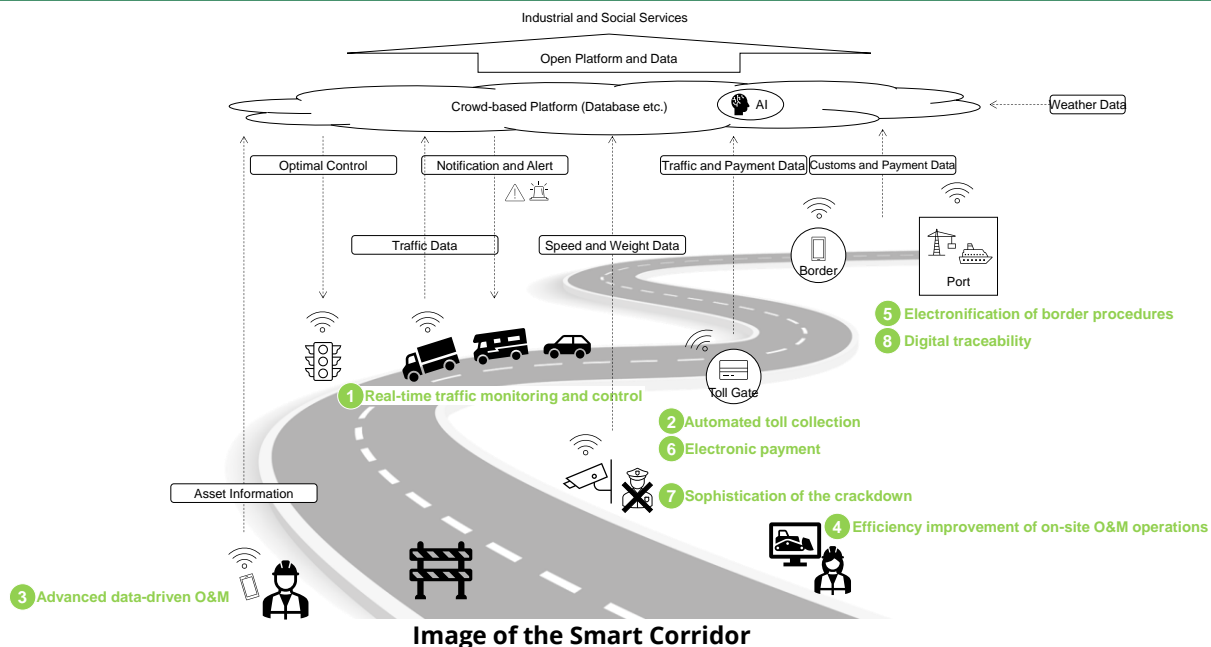 Industrial and Social Services
Open Platform and Data
Crowd-based Platform (Database etc.)
AI
Weather Data
Optimal Control
Notification and Alert
Traffic and Payment Data
Customs and Payment Data
Traffic Data
Speed and Weight Data
Border
Port
5 Electronification of border procedures
8 Digital traceability
Toll Gate
1 Real-time traffic monitoring and control
2 Automated toll collection
6 Electronic payment
Asset Information
7 Sophistication of the crackdown
4 Efficiency improvement of on-site O&M operations
3 Advanced data-driven O&M
Image of the Smart Corridor